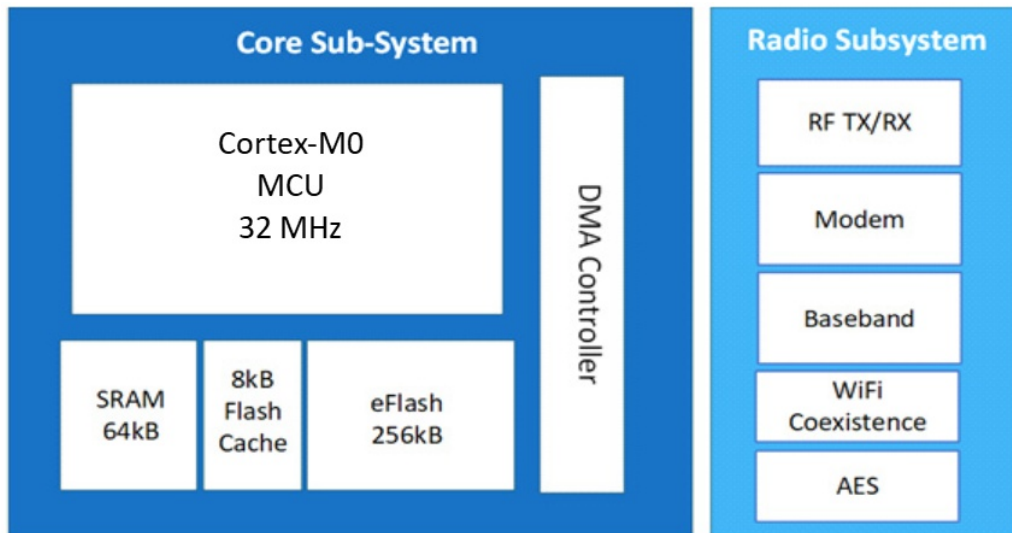 Core Sub-System
Cortex-M0
MCU
32 MHz
DMA Controller
SRAM
64kB
8kB
Flash
Cache
eFlash
256kB
Radio Subsystem
RF TX/RX
Modem
Baseband
WiFi
Coexistence
AES